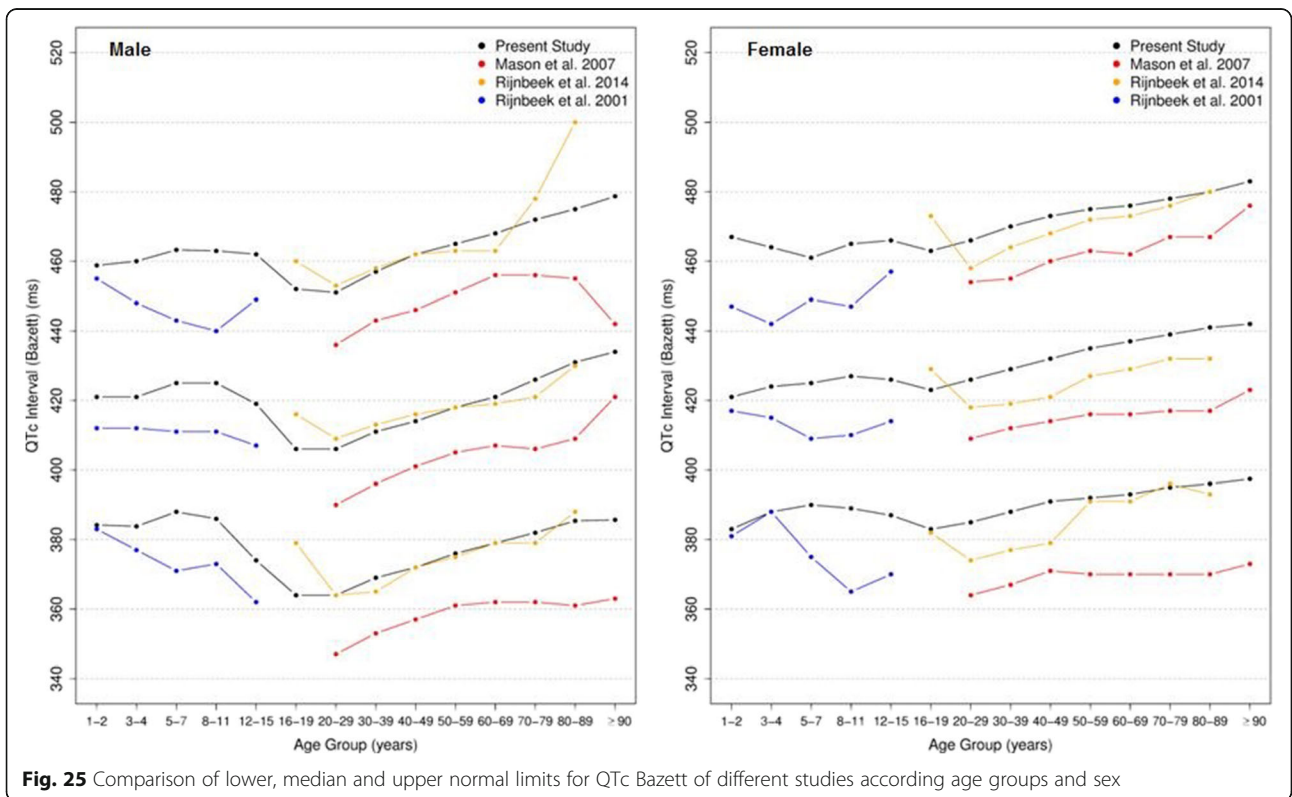 Male
Present Study
Mason et al. 2007
Rijnbeek et al. 2014
Rijnbeek et al. 2001
520
500
480
460
440
420
400
380
360
340
QTc Interval (Bazett) (ms)
1–2 3–4 5–7 8–11 12–15 16–19 20–29 30–39 40–49 50–59 60–69 70–79 80–89 ≥ 90
Age Group (years)
Female
Present Study
Mason et al. 2007
Rijnbeek et al. 2014
Rijnbeek et al. 2001
520
500
480
460
440
420
400
380
360
340
QTc Interval (Bazett) (ms)
1–2 3–4 5–7 8–11 12–15 16–19 20–29 30–39 40–49 50–59 60–69 70–79 80–89 ≥ 90
Age Group (years)
Fig. 25 Comparison of lower, median and upper normal limits for QTc Bazett of different studies according age groups and sex